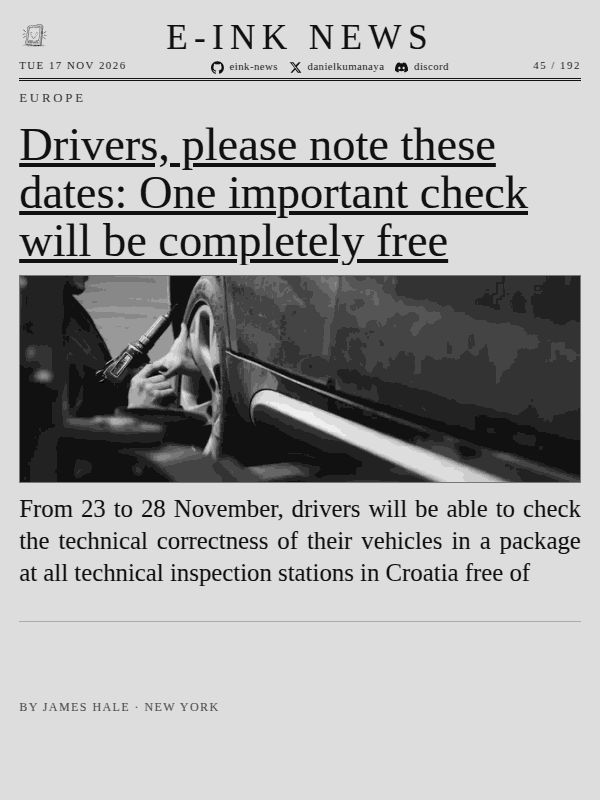 E-INK NEWS
TUE 17 NOV 2026
eink-news danielkumanaya discord
45 / 192
EUROPE
Drivers, please note these
dates: One important check
will be completely free
From 23 to 28 November, drivers will be able to check
the technical correctness of their vehicles in a package
at all technical inspection stations in Croatia free of
BY JAMES HALE · NEW YORK